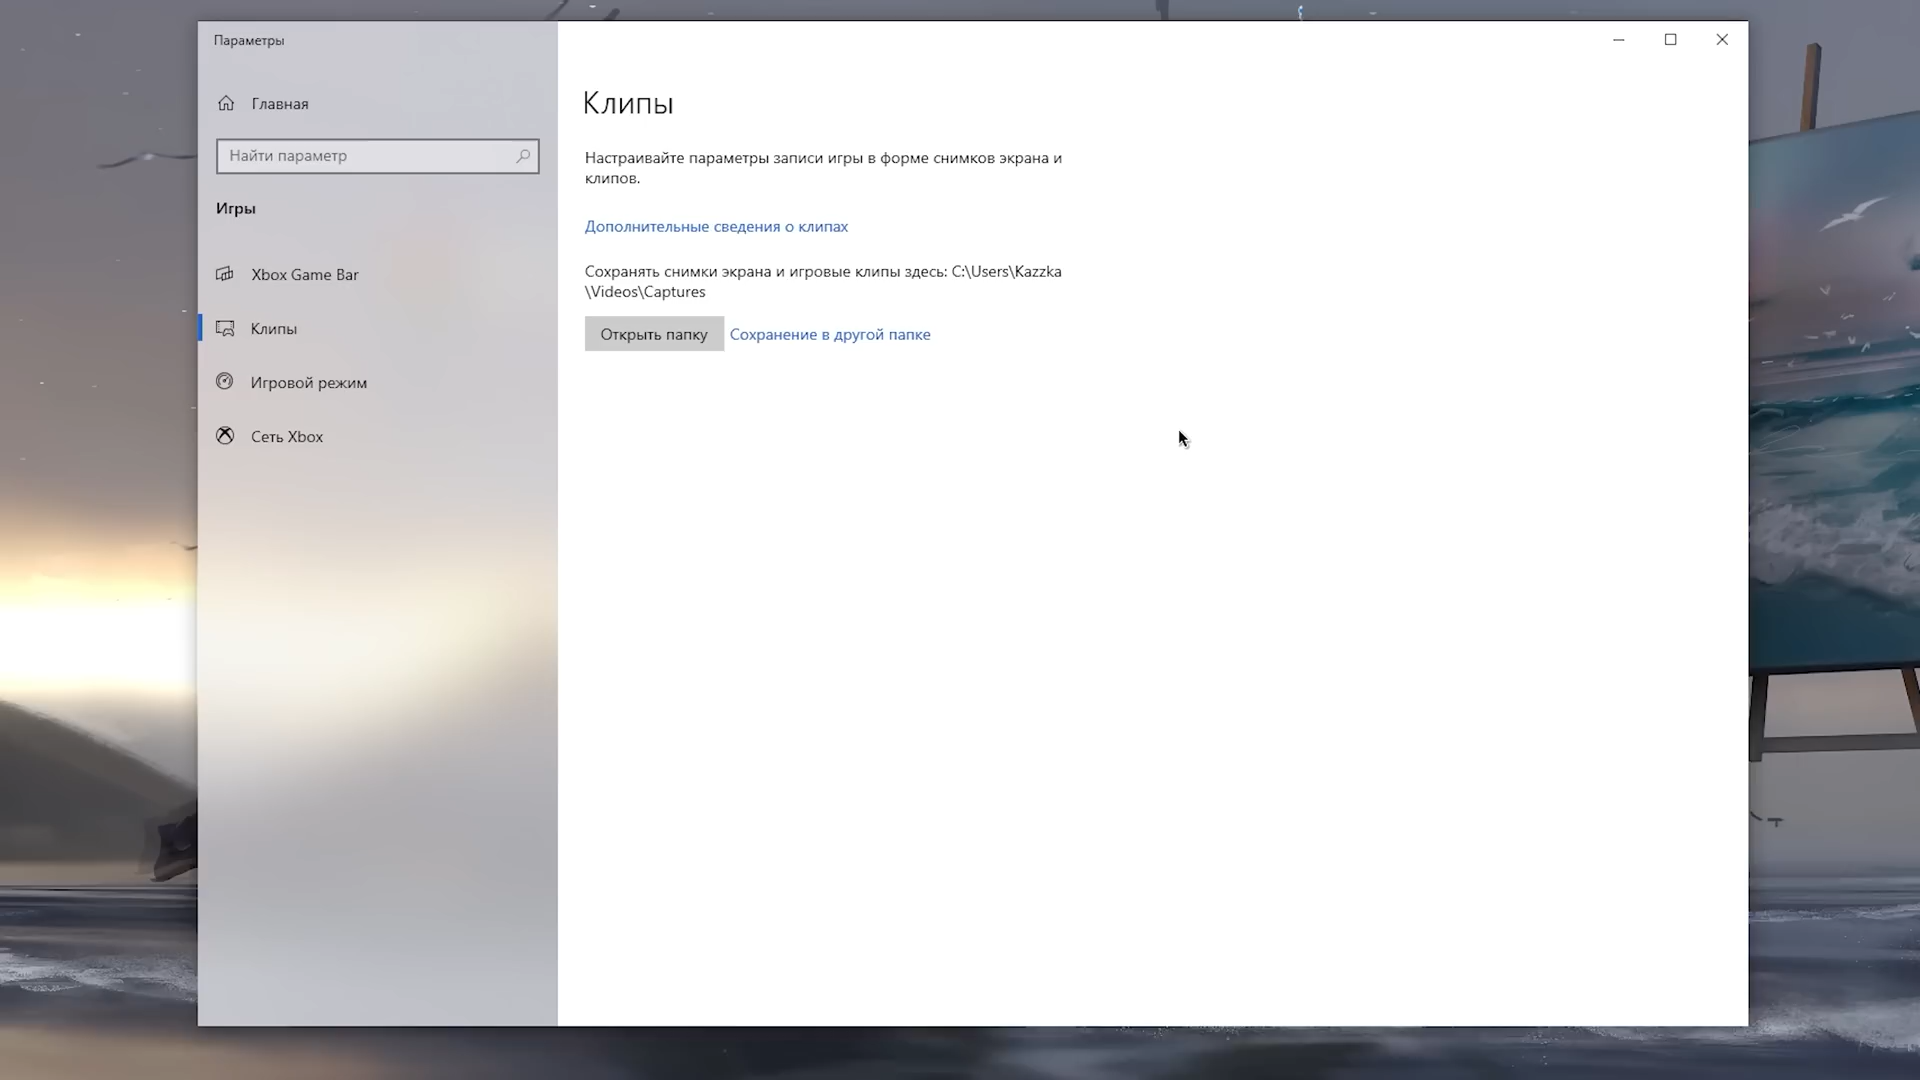 Параметры
Главная
Найти параметр
Игры
Xbox Game Bar
Клипы
Игровой режим
Сеть Xbox
Клипы
Настраивайте параметры записи игры в форме снимков экрана и
клипов.
Дополнительные сведения о клипах
Сохранять снимки экрана и игровые клипы здесь: C:\Users\Kazzka
\Videos\Captures
Открыть папку
Сохранение в другой папке